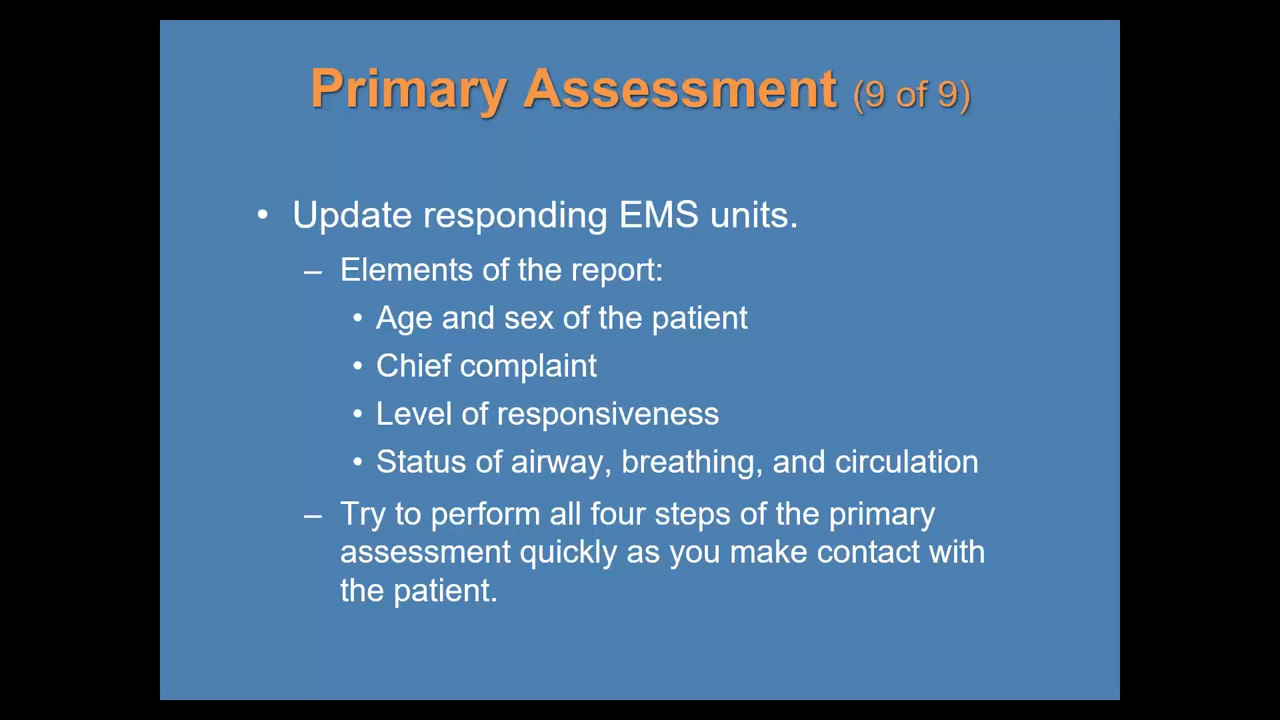 Primary Assessment (9 of 9)
• Update responding EMS units.
– Elements of the report:
• Age and sex of the patient
• Chief complaint
• Level of responsiveness
• Status of airway, breathing, and circulation
– Try to perform all four steps of the primary
assessment quickly as you make contact with
the patient.